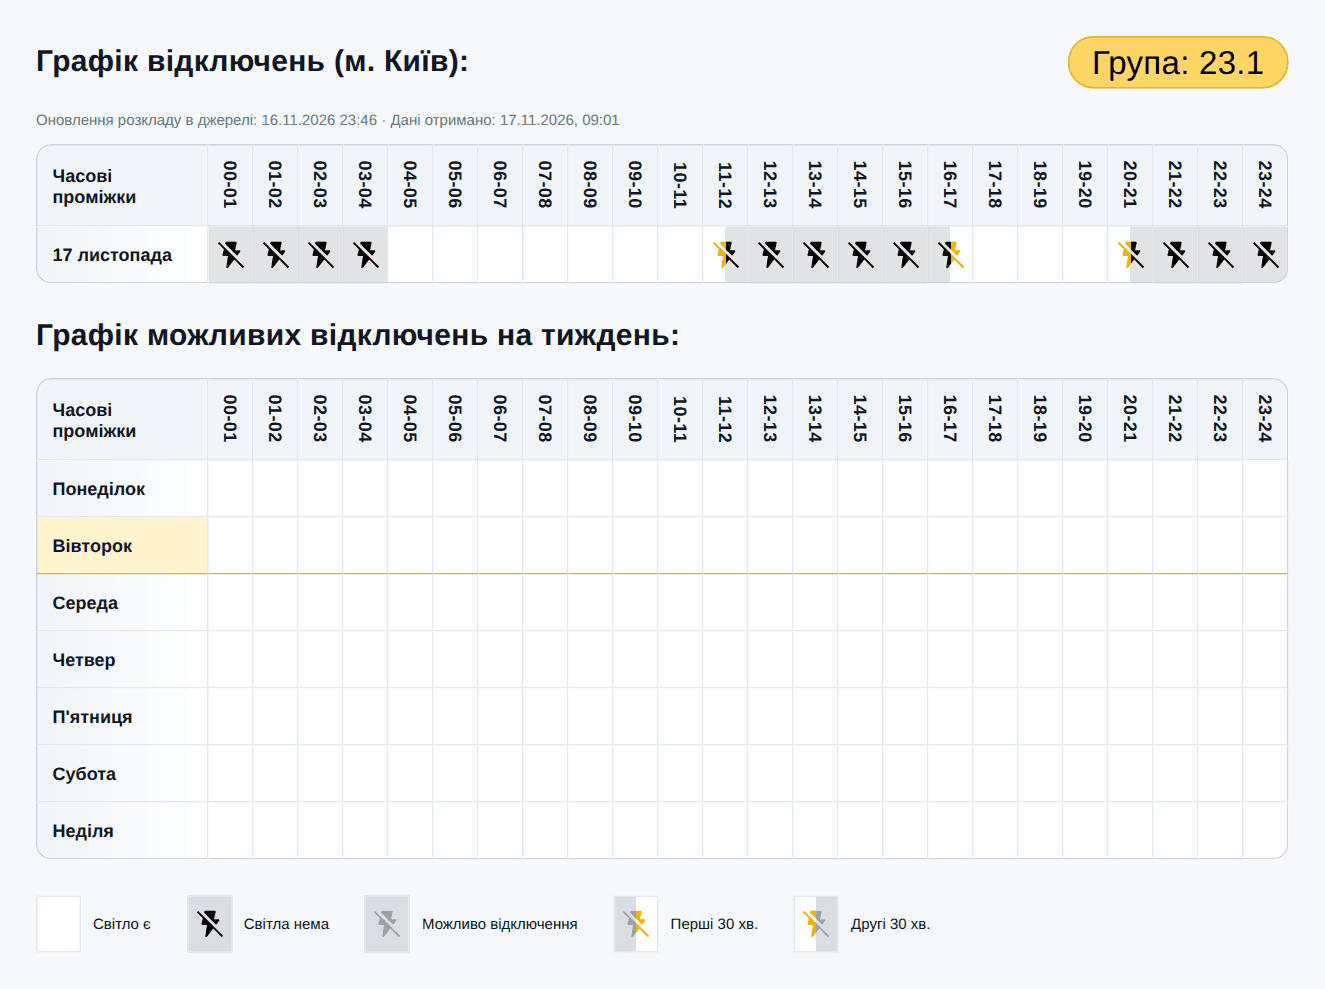 Графік відключень (м. Київ):
Група: 23.1
Оновлення розкладу в джерелі: 16.11.2026 23:46 · Дані отримано: 17.11.2026, 09:01
Часові проміжки 00-01 01-02 02-03 03-04 04-05 05-06 06-07 07-08 08-09 09-10 10-11 11-12 12-13 13-14 14-15 15-16 16-17 17-18 18-19 19-20 20-21 21-22 22-23 23-24
17 листопада
Графік можливих відключень на тиждень:
Часові проміжки 00-01 01-02 02-03 03-04 04-05 05-06 06-07 07-08 08-09 09-10 10-11 11-12 12-13 13-14 14-15 15-16 16-17 17-18 18-19 19-20 20-21 21-22 22-23 23-24
Понеділок
Вівторок
Середа
Четвер
П'ятниця
Субота
Неділя
Світло є Світла нема Можливо відключення Перші 30 хв. Другі 30 хв.